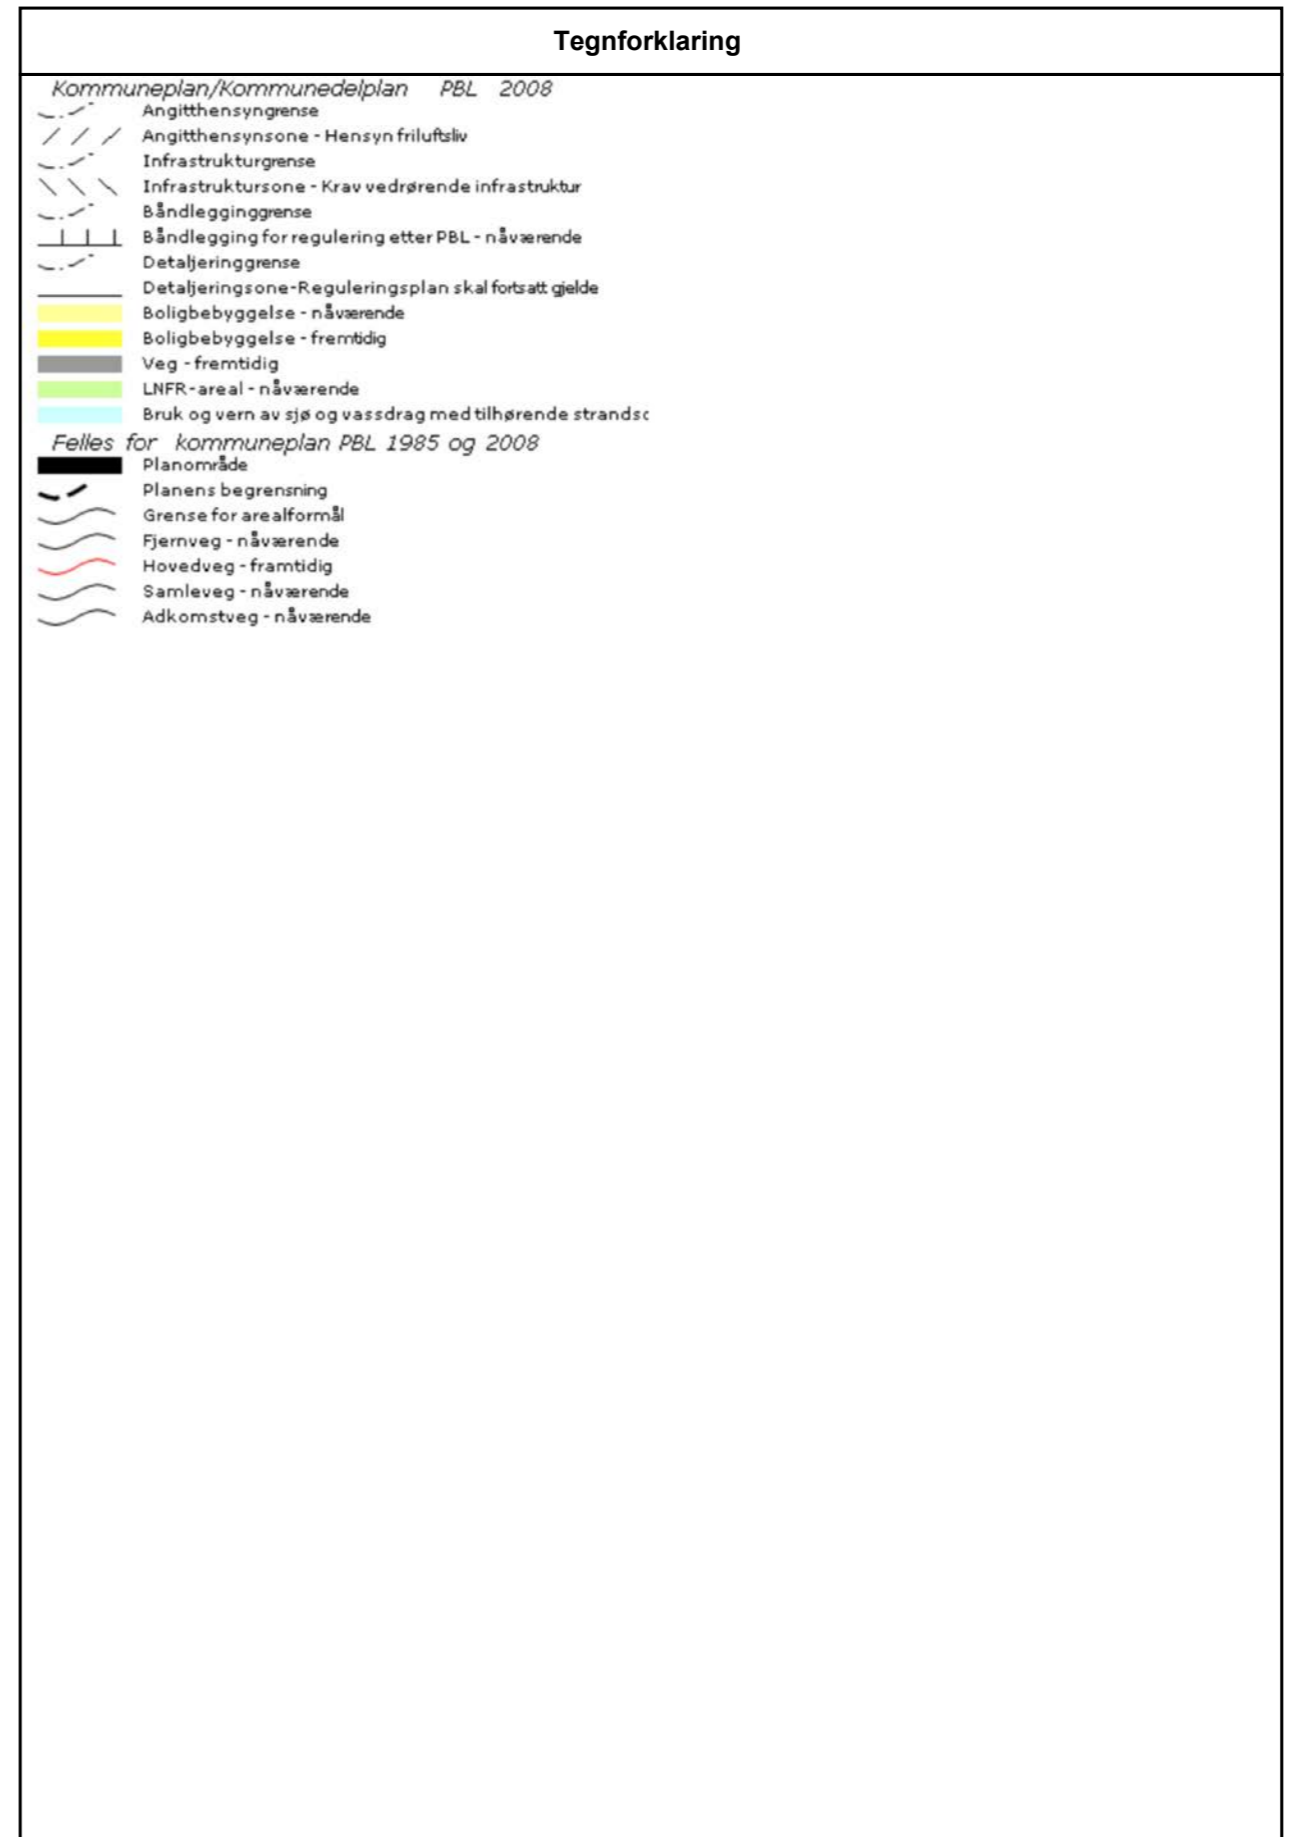 Tegnforklaring
Kommuneplan/Kommunedelplan PBL 2008
Angitthensyngrense
Angitthensynsone - Hensyn friluftsliv
Infrastrukturgrense
Infrastruktursone - Krav vedrørende infrastruktur
Båndlegginggrense
Båndlegging for regulering etter PBL - nåværende
Detaljeringgrense
Detaljeringsone-Reguleringsplan skal fortsatt gjelde
Boligbebyggelse - nåværende
Boligbebyggelse - fremtidig
Veg - fremtidig
LNFR-areal - nåværende
Bruk og vern av sjø og vassdrag med tilhørende
Felles for kommuneplan PBL 1985 og 2008
Planområde
Planens begrensning
Grense for arealformål
Fjernveg - nåværende
Hovedveg - framtidig
Samleveg - nåværende
Adkomstveg - nåværende